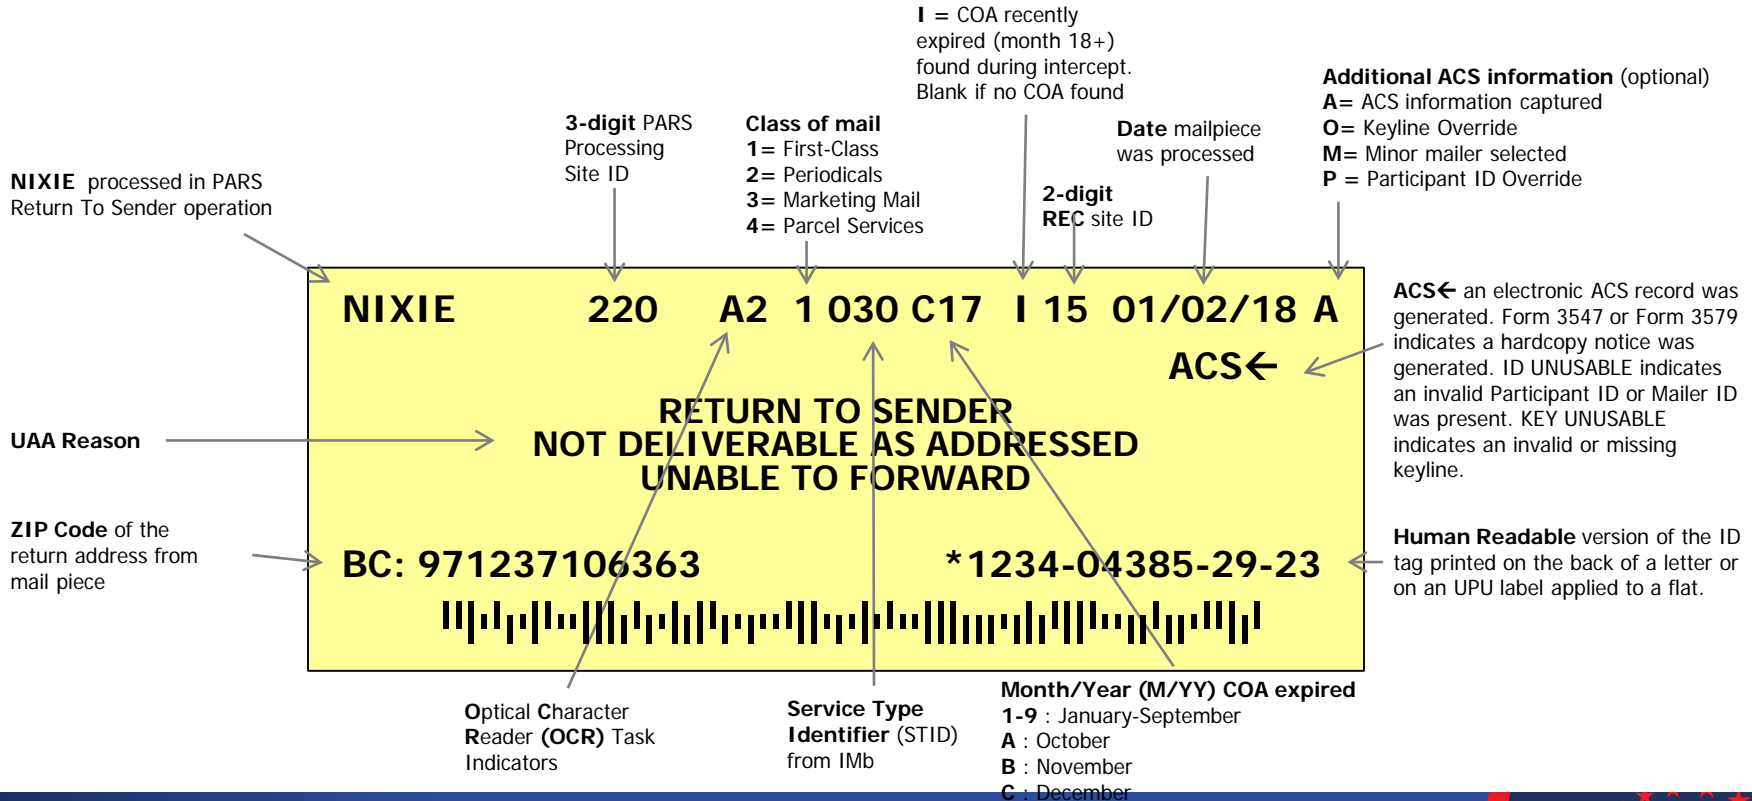 I = COA recently
expired (month 18+)
found during intercept.
Blank if no COA found
Additional ACS information (optional)
A= ACS information captured
O= Keyline Override
M= Minor mailer selected
P = Participant ID Override
3-digit PARS
Processing
Site ID
Class of mail
1= First-Class
2= Periodicals
3= Marketing Mail
4= Parcel Services
Date mailpiece
was processed
2-digit
REC site ID
NIXIE processed in PARS
Return To Sender operation
NIXIE 220 A2 1 030 C17 I 15 01/02/18 A
ACS←
RETURN TO SENDER
NOT DELIVERABLE AS ADDRESSED
UNABLE TO FORWARD
BC: 971237106363 *1234-04385-29-23
ACS← an electronic ACS record was
generated. Form 3547 or Form 3579
indicates a hardcopy notice was
generated. ID UNUSABLE indicates
an invalid Participant ID or Mailer ID
was present. KEY UNUSABLE
indicates an invalid or missing
keyline.
UAA Reason
ZIP Code of the
return address from
mail piece
Human Readable version of the ID
tag printed on the back of a letter or
on an UPU label applied to a flat.
Optical Character
Reader (OCR) Task
Indicators
Service Type
Identifier (STID)
from IMb
Month/Year (M/YY) COA expired
1-9 : January-September
A : October
B : November
C : December